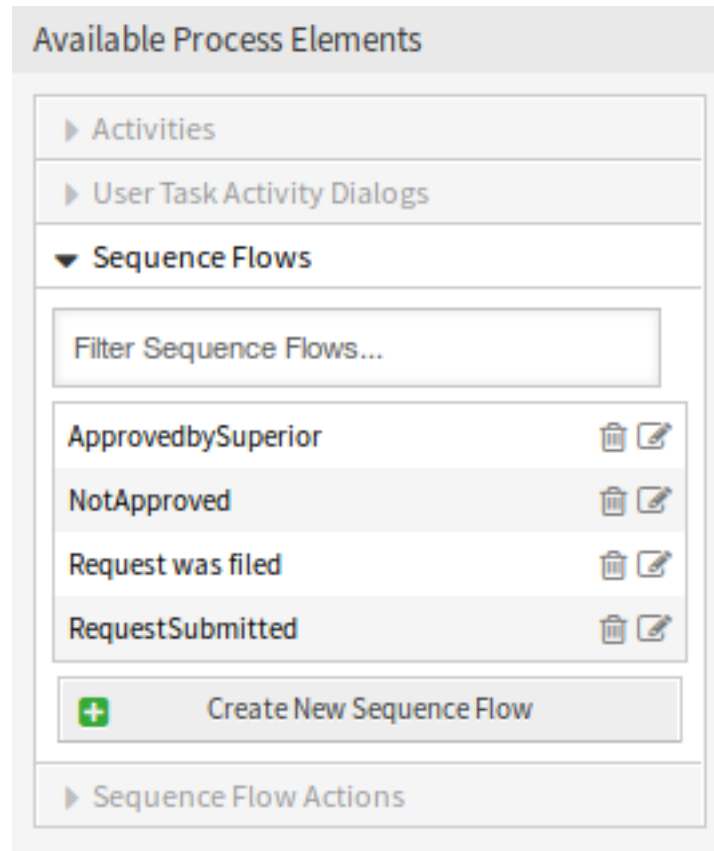 Available Process Elements
Activities
User Task Activity Dialogs
Sequence Flows
Filter Sequence Flows...
ApprovedbySuperior
NotApproved
Request was filed
RequestSubmitted
Create New Sequence Flow
Sequence Flow Actions